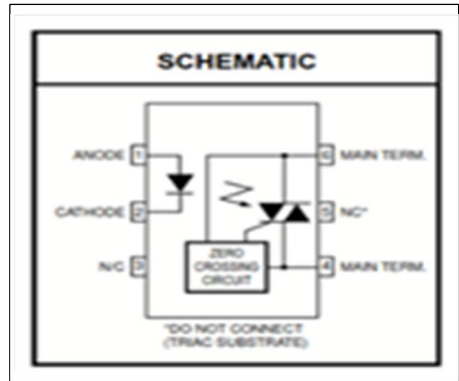 SCHEMATIC
ANODE 1
6 MAIN TERM.
CATHODE 2
5 NC*
N/C 3
ZERO
CROSSING
CIRCUIT
4 MAIN TERM.
*DO NOT CONNECT
(TRIAC SUBSTRATE)